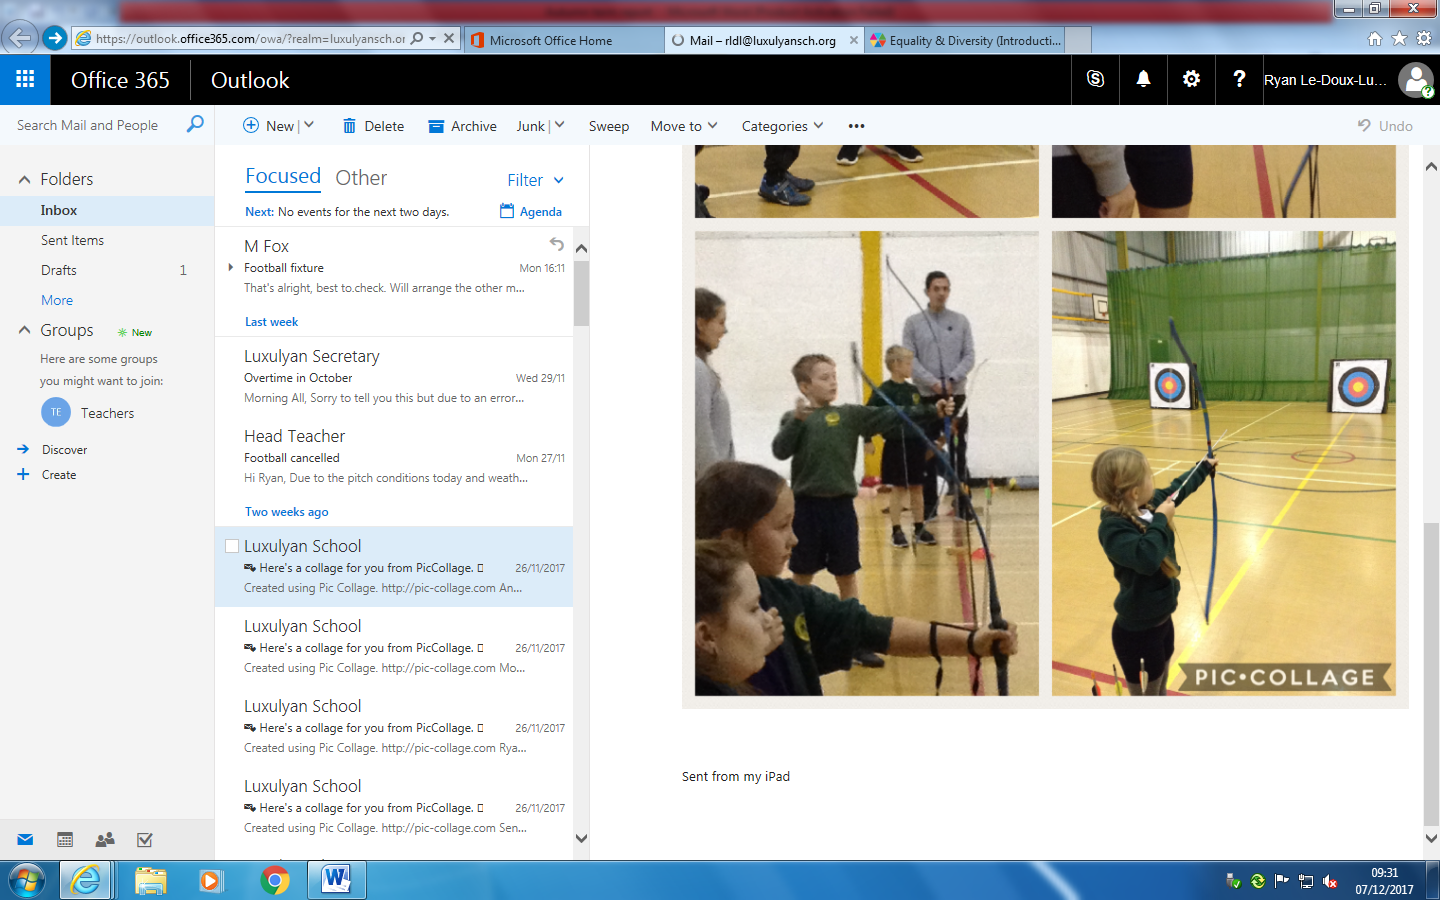 https://outlook.office365.com/owa/?realm=luxulyansch.or
Microsoft Office Home
Mail – rldl@luxulyansch.org
Equality & Diversity (Introducti...
Office 365
Outlook
Ryan Le-Doux-Lu...
Search Mail and People
New
Delete
Archive
Junk
Sweep
Move to
Categories
Undo
Folders
Inbox
Sent Items
Drafts 1
More
Groups New
Here are some groups
you might want to join:
TE Teachers
Discover
Create
Focused Other Filter
Next: No events for the next two days. Agenda
M Fox
Football fixture Mon 16:11
That's alright, best to.check. Will arrange the other m...
Last week
Luxulyan Secretary
Overtime in October Wed 29/11
Morning All, Sorry to tell you this but due to an error...
Head Teacher
Football cancelled Mon 27/11
Hi Ryan, Due to the pitch conditions today and weath...
Two weeks ago
Luxulyan School
Here's a collage for you from PicCollage. 26/11/2017
Created using Pic Collage. http://pic-collage.com An...
Luxulyan School
Here's a collage for you from PicCollage. 26/11/2017
Created using Pic Collage. http://pic-collage.com Mo...
Luxulyan School
Here's a collage for you from PicCollage. 26/11/2017
Created using Pic Collage. http://pic-collage.com Rya...
Luxulyan School
Here's a collage for you from PicCollage. 26/11/2017
Created using Pic Collage. http://pic-collage.com Sen...
PIC•COLLAGE
Sent from my iPad
09:31
07/12/2017